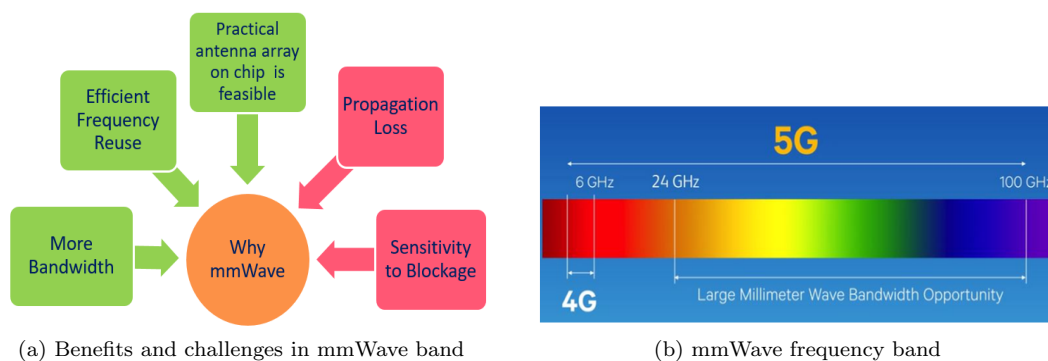 Practical
antenna array
on chip is
feasible
Efficient
Frequency
Reuse
Propagation
Loss
More
Bandwidth
Why
mmWave
Sensitivity
to Blockage
(a) Benefits and challenges in mmWave band
5G
6 GHz
24 GHz
100 GHz
4G
Large Millimeter Wave Bandwidth Opportunity
(b) mmWave frequency band